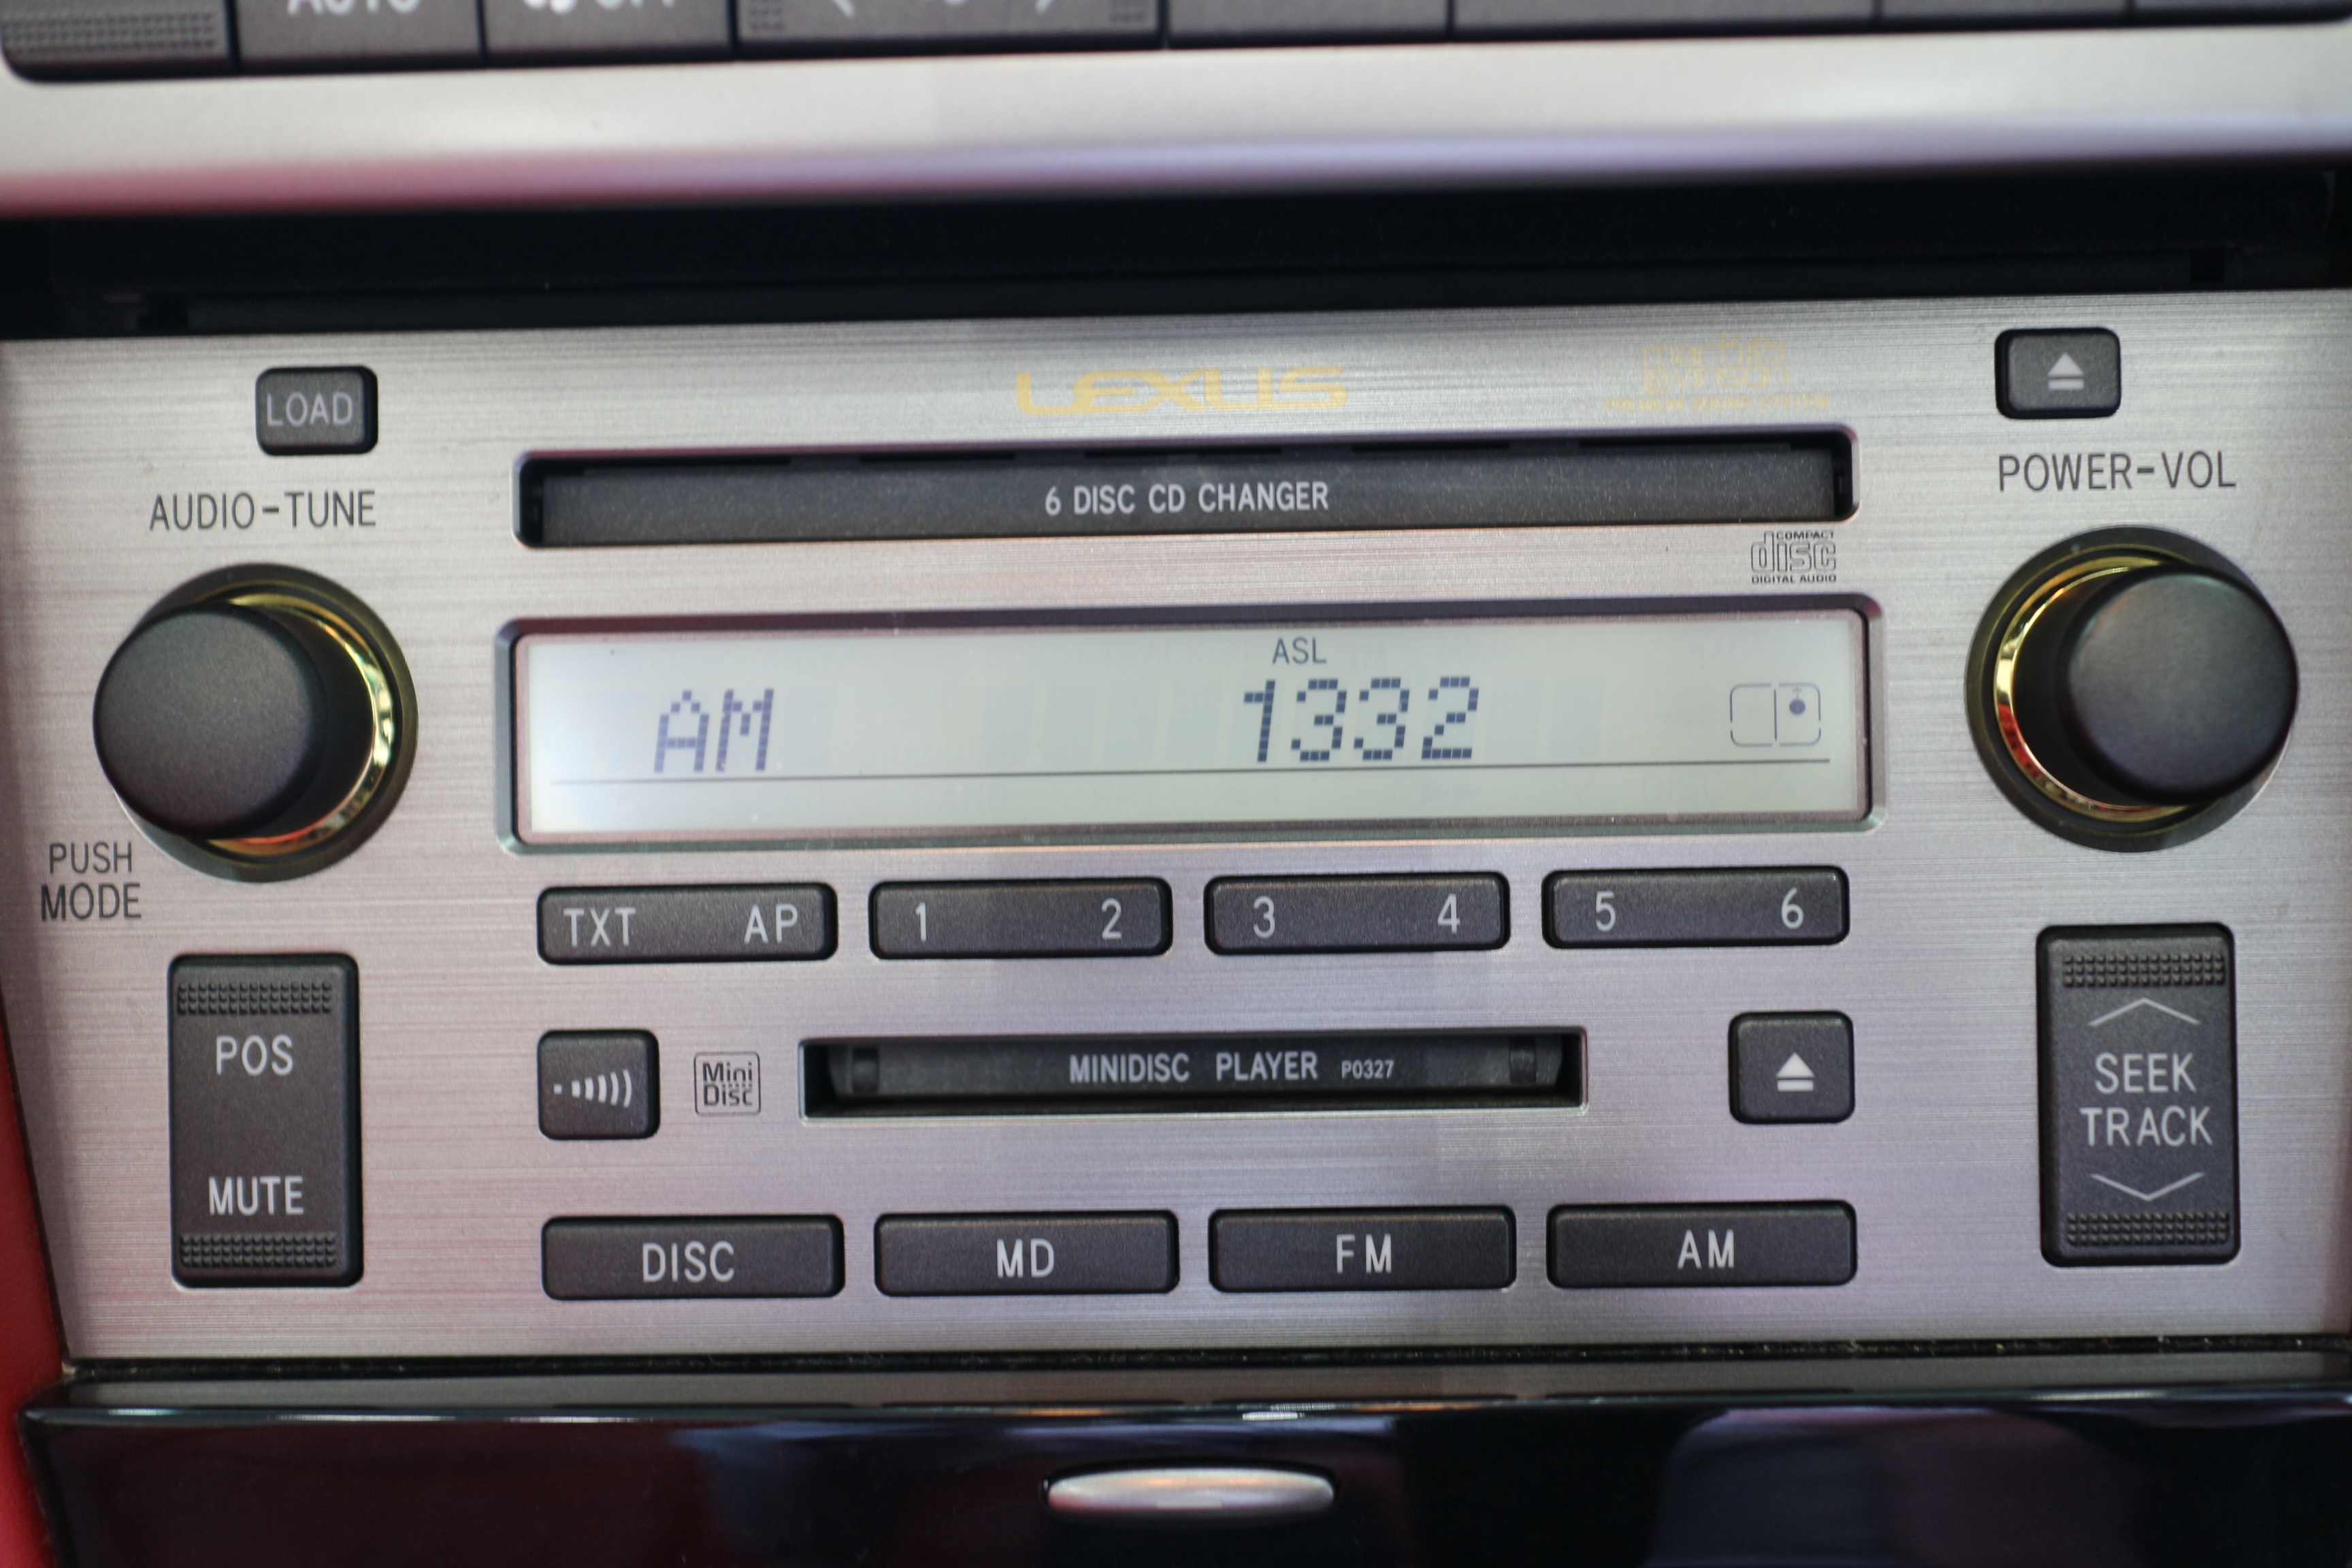 AUTO
OFF
LOAD
LEXUS
AUDIO-TUNE
POWER-VOL
6 DISC CD CHANGER
COMPACT
disc
DIGITAL AUDIO
ASL
AM 1332
PUSH
MODE
TXT AP 1 2 3 4 5 6
POS
MUTE
Mini
Disc
MINIDISC PLAYER P0327
SEEK
TRACK
DISC MD FM AM